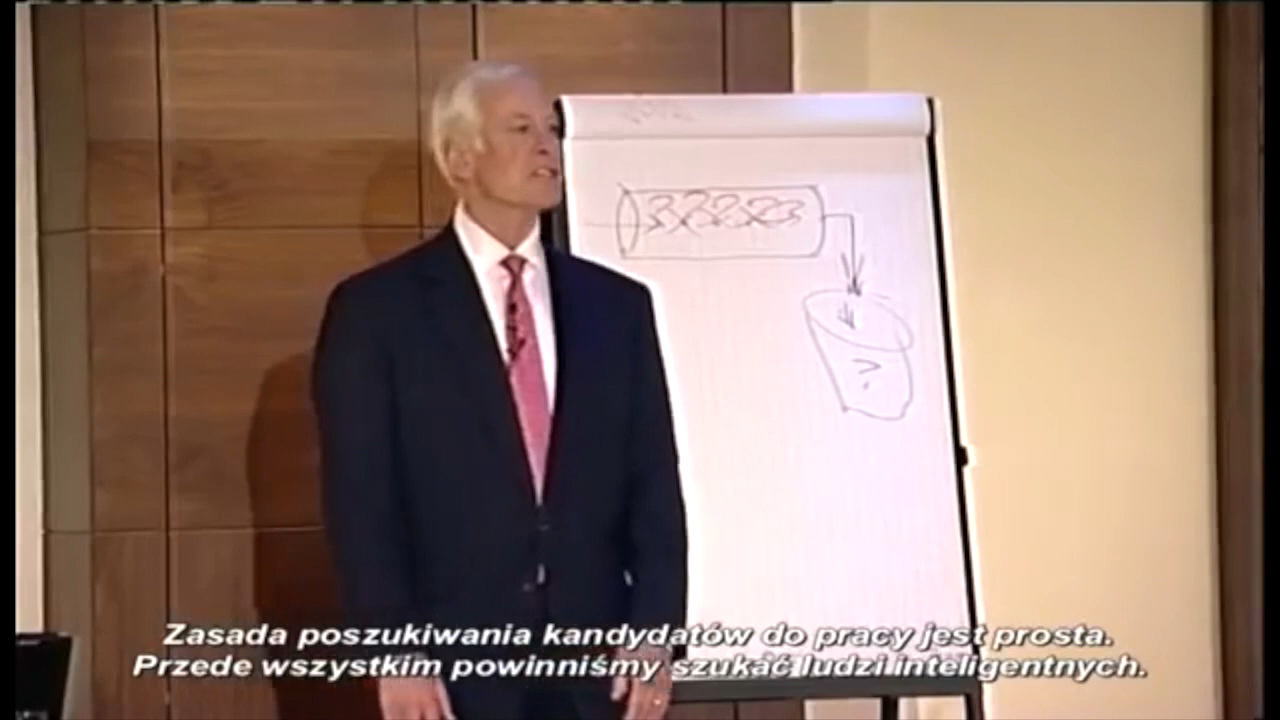 ?
Zasada poszukiwania kandydatów do pracy jest prosta.
Przede wszystkim powinniśmy szukać ludzi inteligentnych.